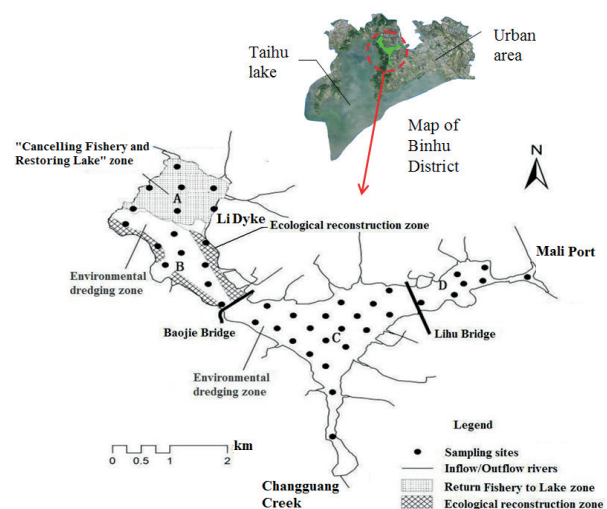 Taihu
lake
Urban
area
Map of
Binhu
District
"Cancelling Fishery and
Restoring Lake" zone
N
A
Li Dyke
Ecological reconstruction zone
Mali Port
Environmental
dredging zone
B
D
Baojie Bridge
C
Lihu Bridge
Environmental
dredging zone
Legend
km
0 0.5 1 2
Sampling sites
Inflow/Outflow rivers
Return Fishery to Lake zone
Ecological reconstruction zone
Changguang
Creek